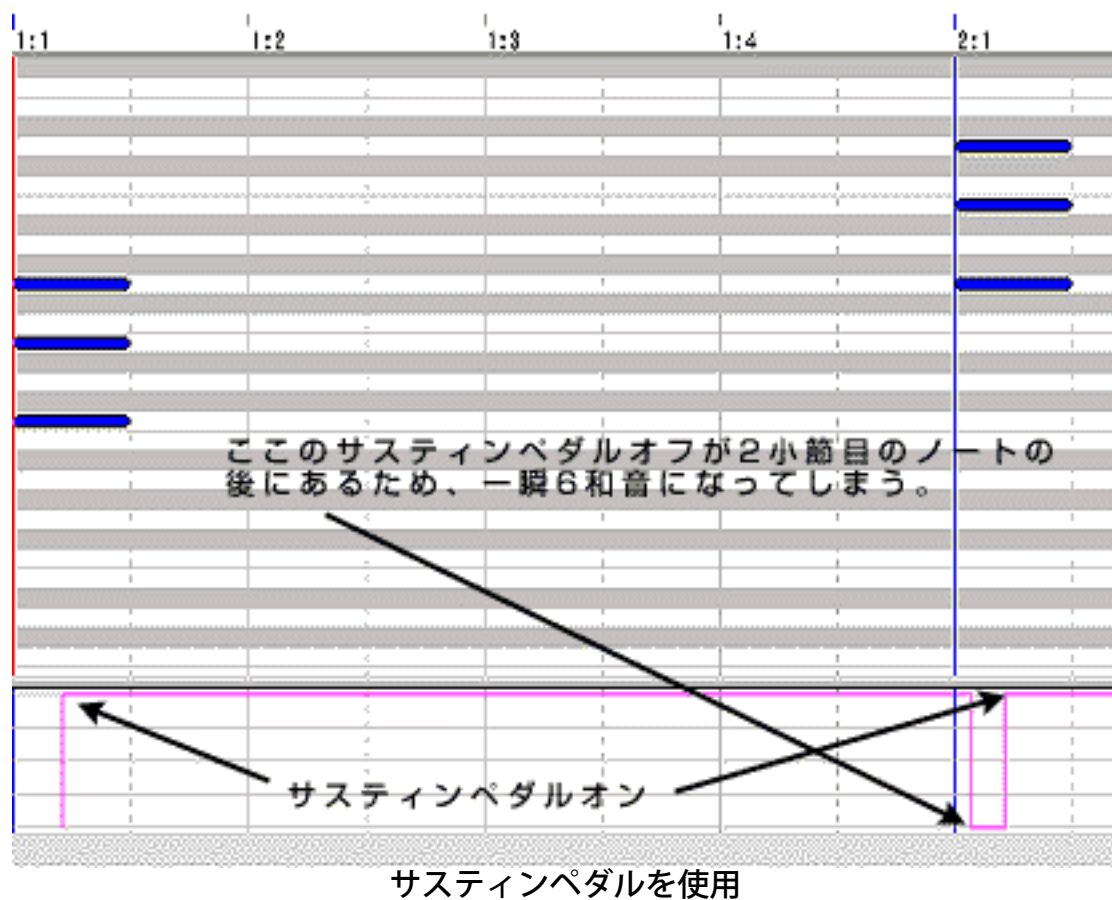 1:1 1:2 1:3 1:4 2:1
ここのサスティンペダルオフが2小節目のノートの
後にあるため、一瞬6和音になってしまう。
サスティンペダルオン
サスティンペダルを使用